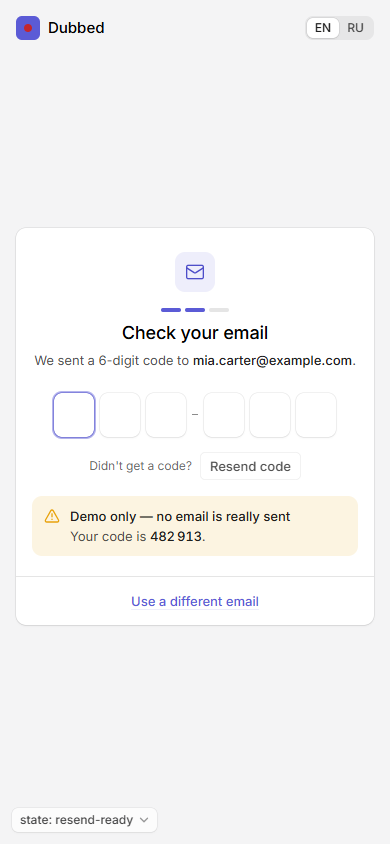 Dubbed
EN RU
Check your email
We sent a 6-digit code to mia.carter@example.com.
–
Didn't get a code? Resend code
Demo only — no email is really sent
Your code is 482 913.
Use a different email
state: resend-ready